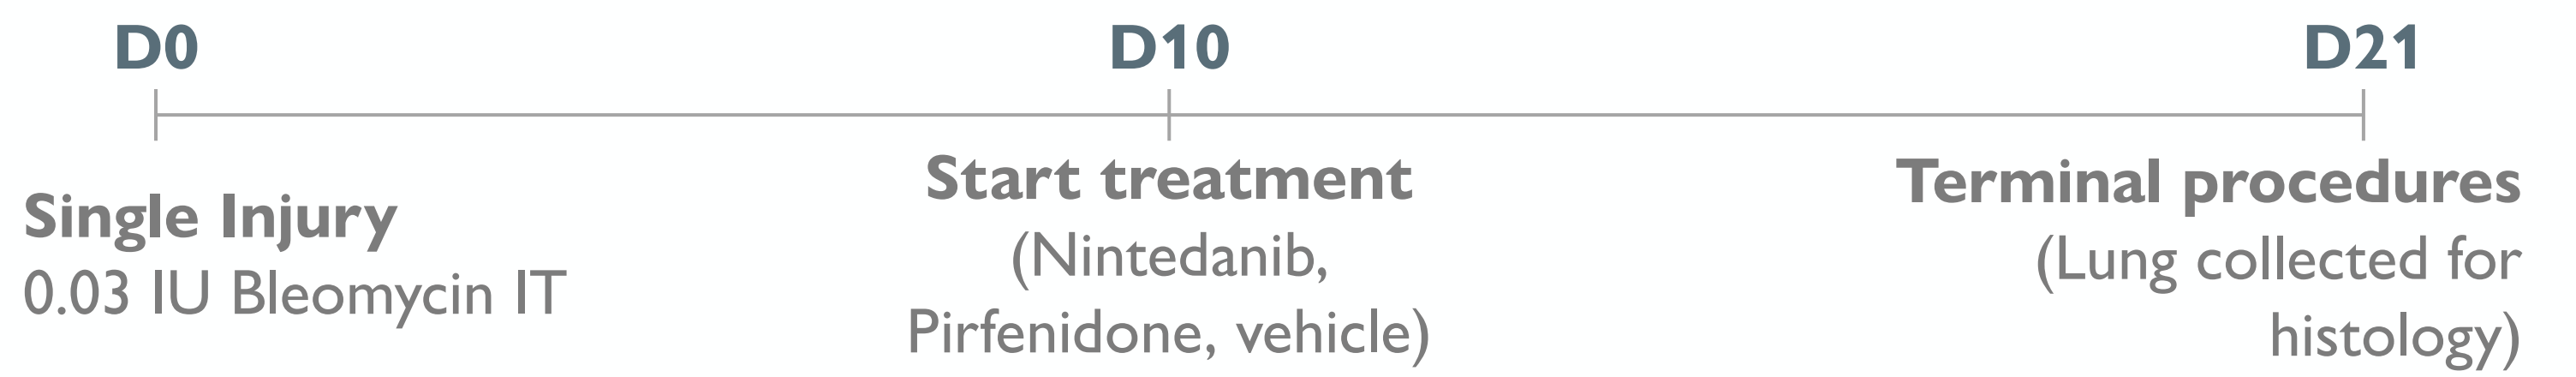 D0
D10
D21
Single Injury
0.03 IU Bleomycin IT
Start treatment
(Nintedanib,
Pirfenidone, vehicle)
Terminal procedures
(Lung collected for
histology)